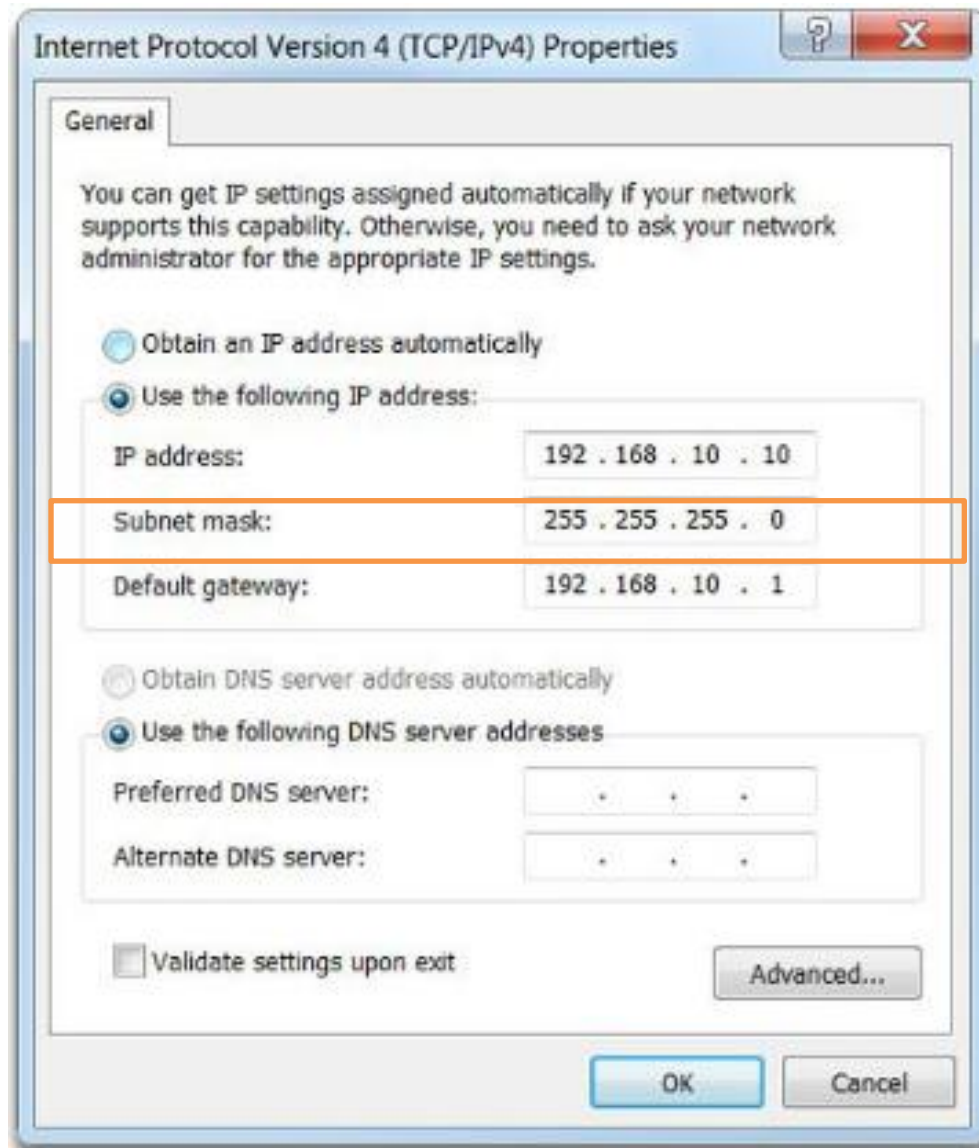 Internet Protocol Version 4 (TCP/IPv4) Properties
General
You can get IP settings assigned automatically if your network
supports this capability. Otherwise, you need to ask your network
administrator for the appropriate IP settings.
Obtain an IP address automatically
Use the following IP address:
IP address: 192 . 168 . 10 . 10
Subnet mask: 255 . 255 . 255 . 0
Default gateway: 192 . 168 . 10 . 1
Obtain DNS server address automatically
Use the following DNS server addresses
Preferred DNS server: . . .
Alternate DNS server: . . .
Validate settings upon exit
Advanced...
OK Cancel